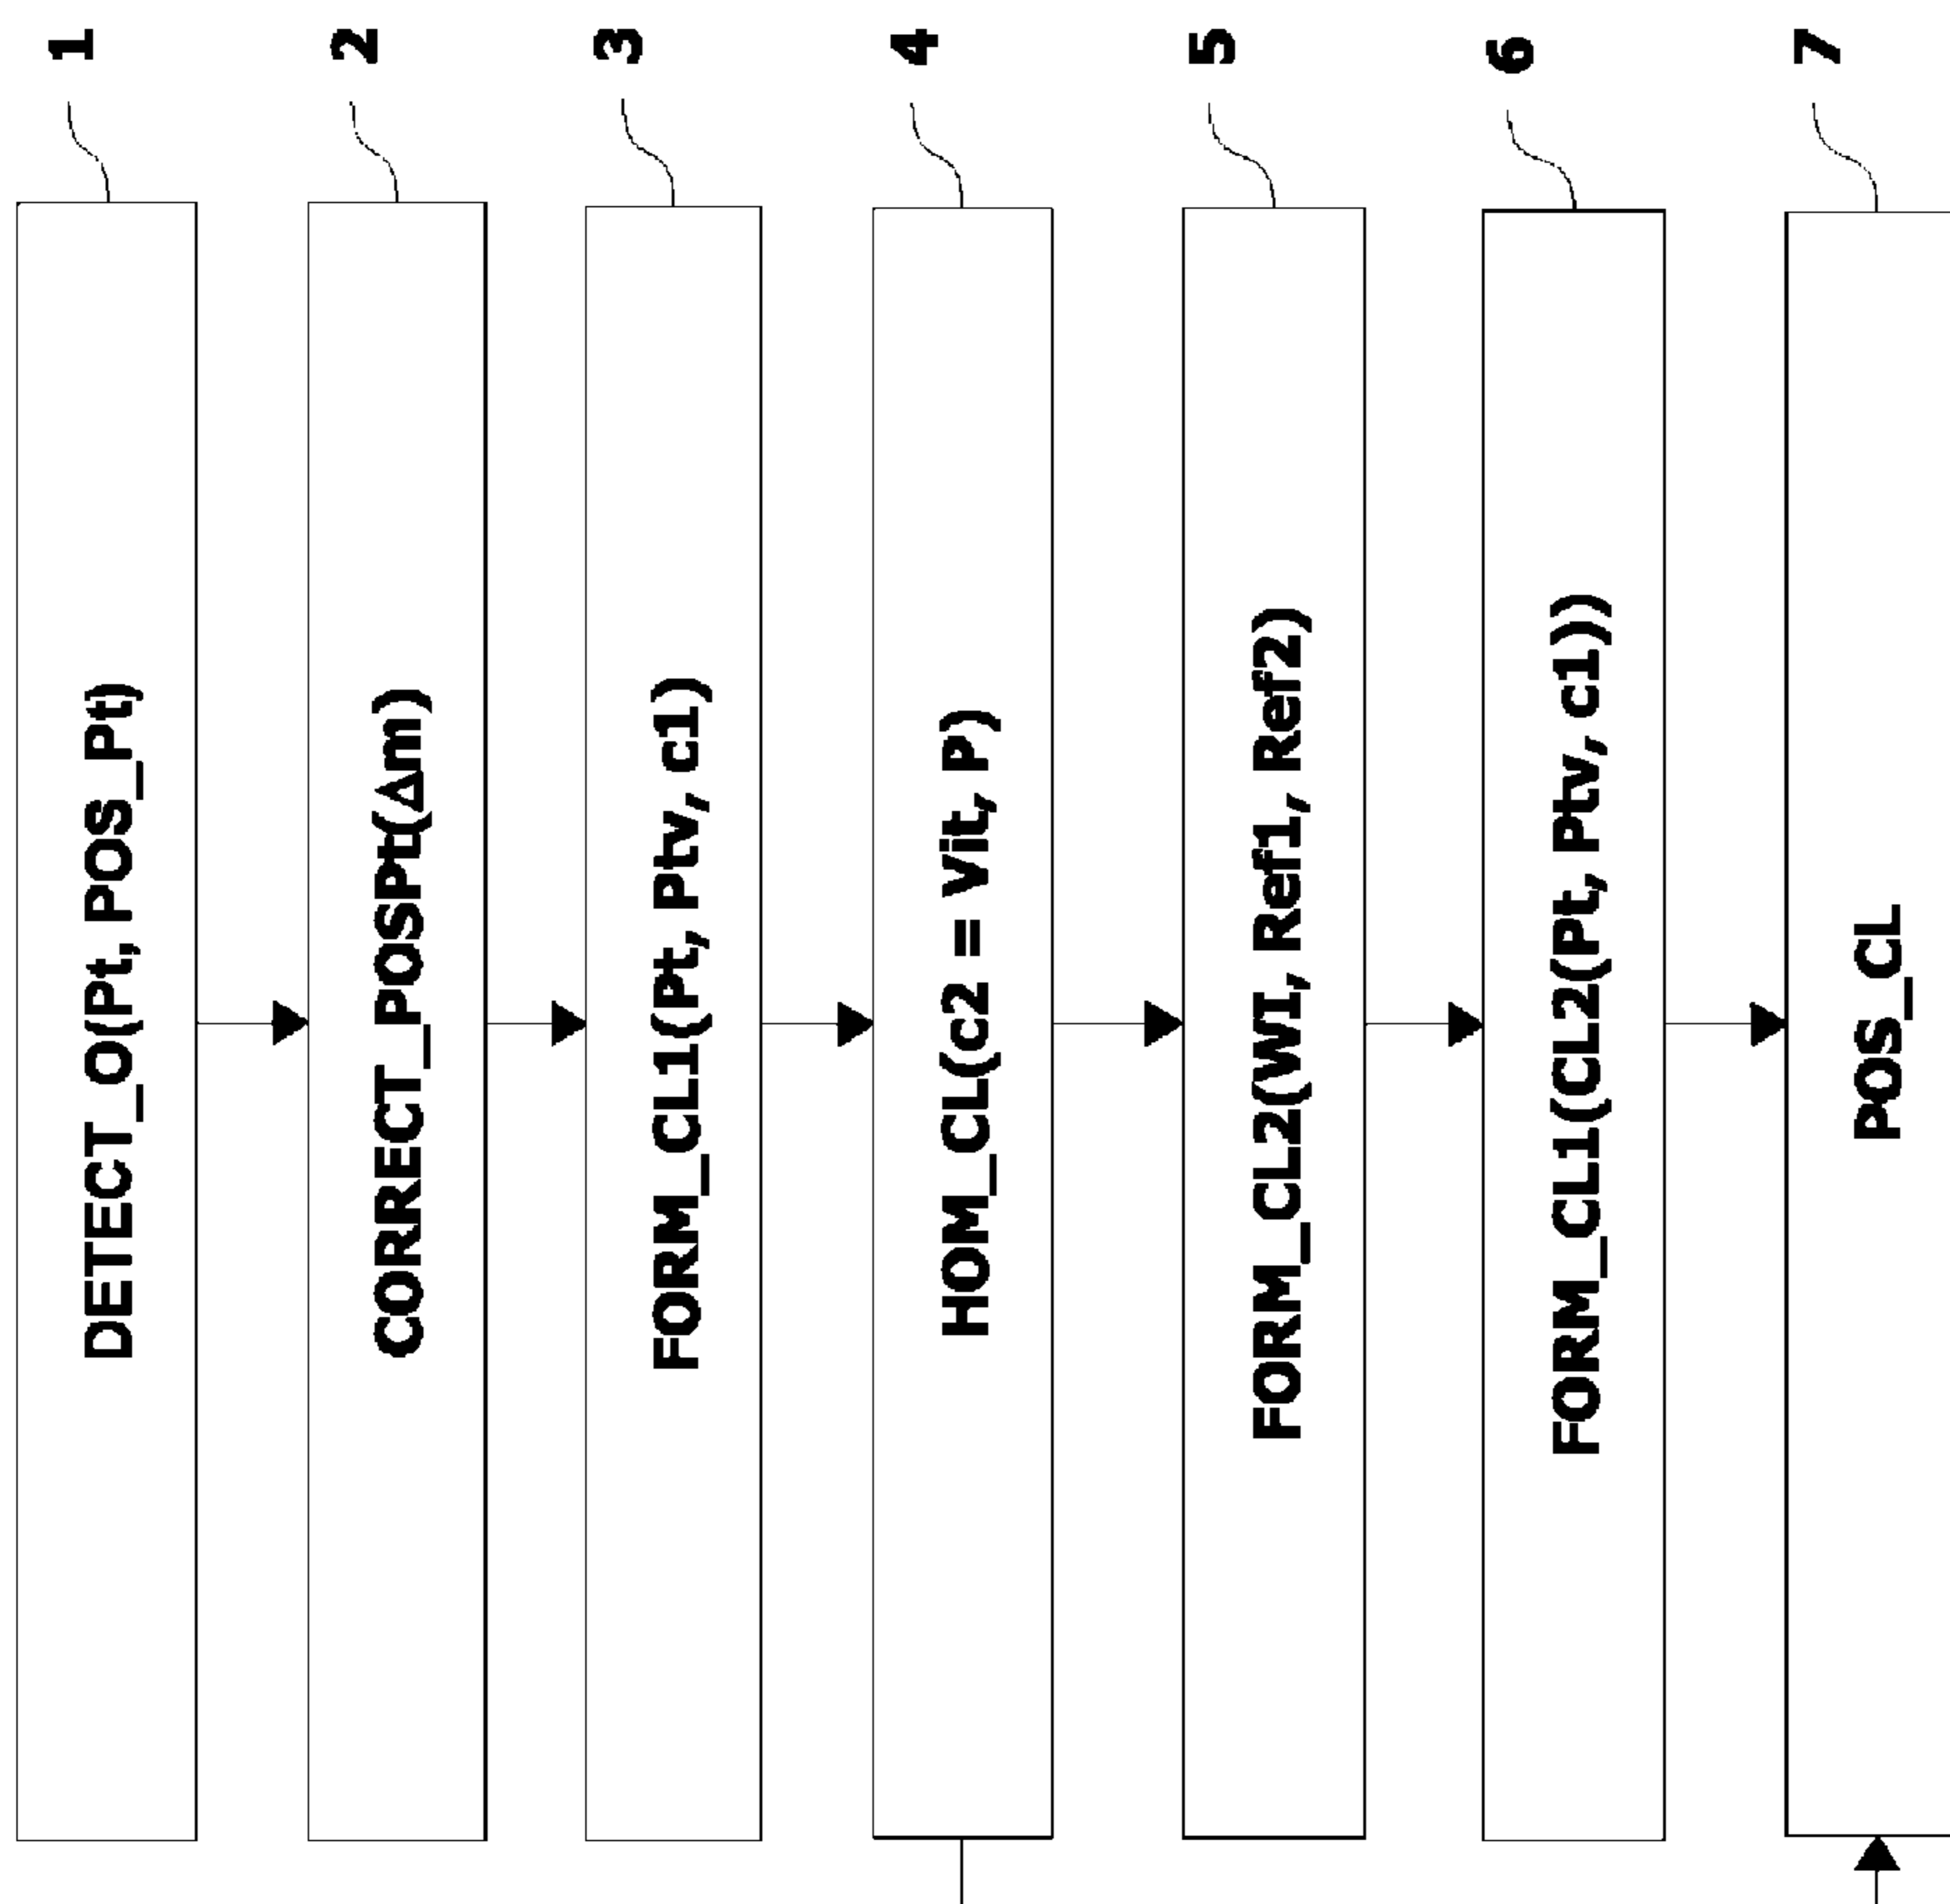 1
DETECT_O(Pt, POS_Pt)
2
CORRECT_POSPt(Δm)
3
FORM_CL1(Pt, Ptv, c1)
4
HOM_CL(c2 = Vit, P)
5
FORM_CL2(WI, Ref1, Ref2)
6
FORM_CL1(CL2(Pt, Ptv, c1))
7
POS_CL